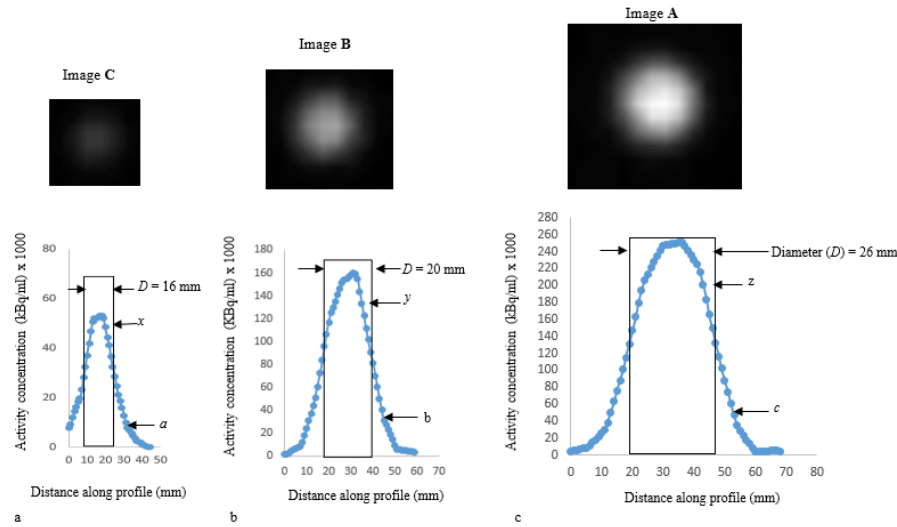 Image C
Image B
Image A
Activity concentration (kBq/ml) x 1000
80
60
40
20
0
0 10 20 30 40 50
D = 16 mm
x
a
Distance along profile (mm)
a
Activity concentration (KBq/ml) x 1000
180
160
140
120
100
80
60
40
20
0
0 10 20 30 40 50 60 70
D = 20 mm
y
b
Distance along profile (mm)
b
Activity concentration (kBq/ml) x 1000
280
260
240
220
200
180
160
140
120
100
80
60
40
20
0
0 10 20 30 40 50 60 70 80
Diameter (D) = 26 mm
z
c
Distance along profile (mm)
c